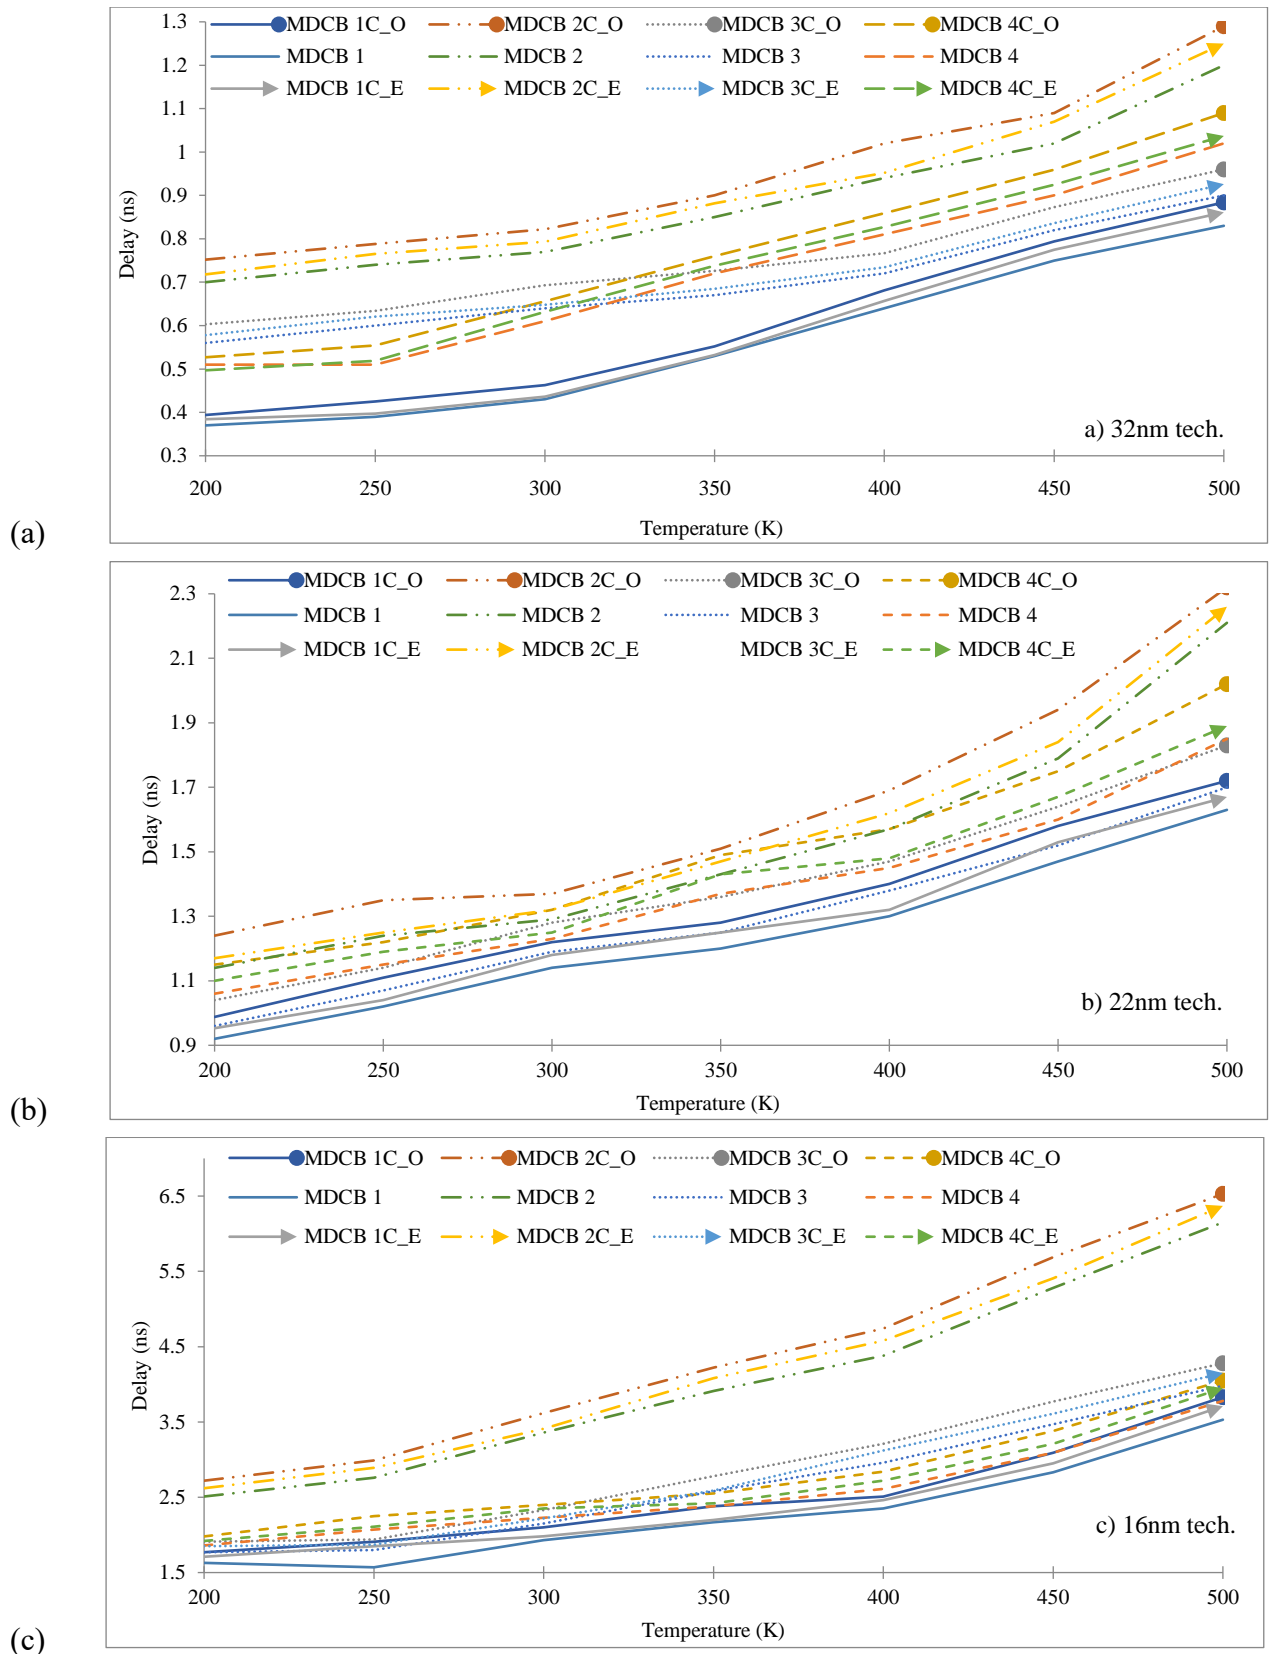 MDCB 1C_O MDCB 2C_O MDCB 3C_O MDCB 4C_O
MDCB 1 MDCB 2 MDCB 3 MDCB 4
MDCB 1C_E MDCB 2C_E MDCB 3C_E MDCB 4C_E
1.3
1.2
1.1
1
0.9
0.8
0.7
0.6
0.5
0.4
0.3
Delay (ns)
a) 32nm tech.
200 250 300 350 400 450 500
Temperature (K)
(a)
MDCB 1C_O MDCB 2C_O MDCB 3C_O MDCB 4C_O
MDCB 1 MDCB 2 MDCB 3 MDCB 4
MDCB 1C_E MDCB 2C_E MDCB 3C_E MDCB 4C_E
2.3
2.1
1.9
1.7
1.5
1.3
1.1
0.9
Delay (ns)
b) 22nm tech.
200 250 300 350 400 450 500
Temperature (K)
(b)
MDCB 1C_O MDCB 2C_O MDCB 3C_O MDCB 4C_O
MDCB 1 MDCB 2 MDCB 3 MDCB 4
MDCB 1C_E MDCB 2C_E MDCB 3C_E MDCB 4C_E
6.5
5.5
4.5
3.5
2.5
1.5
Delay (ns)
c) 16nm tech.
200 250 300 350 400 450 500
Temperature (K)
(c)